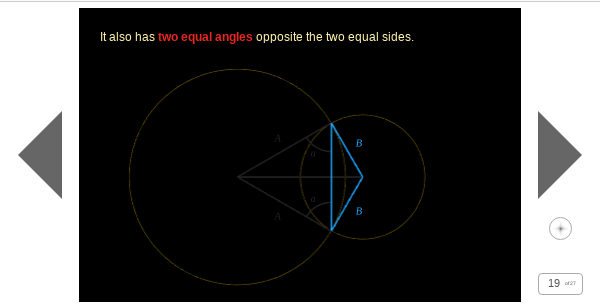 It also has two equal angles opposite the two equal sides.
A
B
α
α
A
B
19 of 27